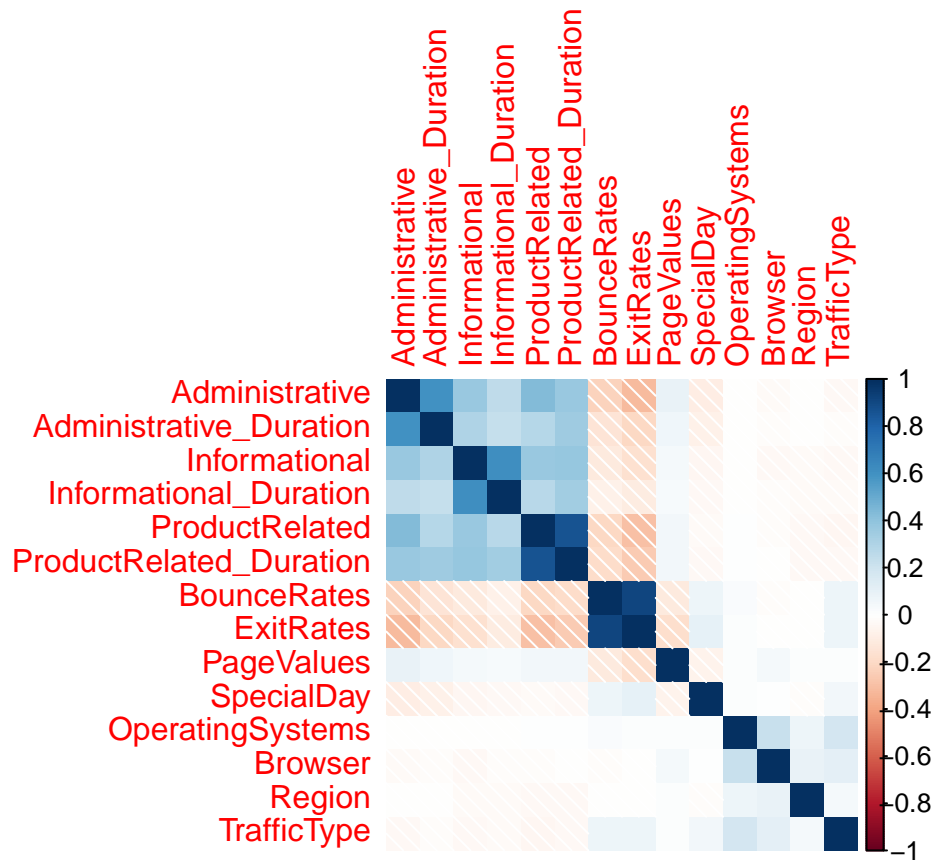 Administrative
Administrative_Duration
Informational
Informational_Duration
ProductRelated
ProductRelated_Duration
BounceRates
ExitRates
PageValues
SpecialDay
OperatingSystems
Browser
Region
TrafficType
Administrative
Administrative_Duration
Informational
Informational_Duration
ProductRelated
ProductRelated_Duration
BounceRates
ExitRates
PageValues
SpecialDay
OperatingSystems
Browser
Region
TrafficType
1
0.8
0.6
0.4
0.2
0
−0.2
−0.4
−0.6
−0.8
−1